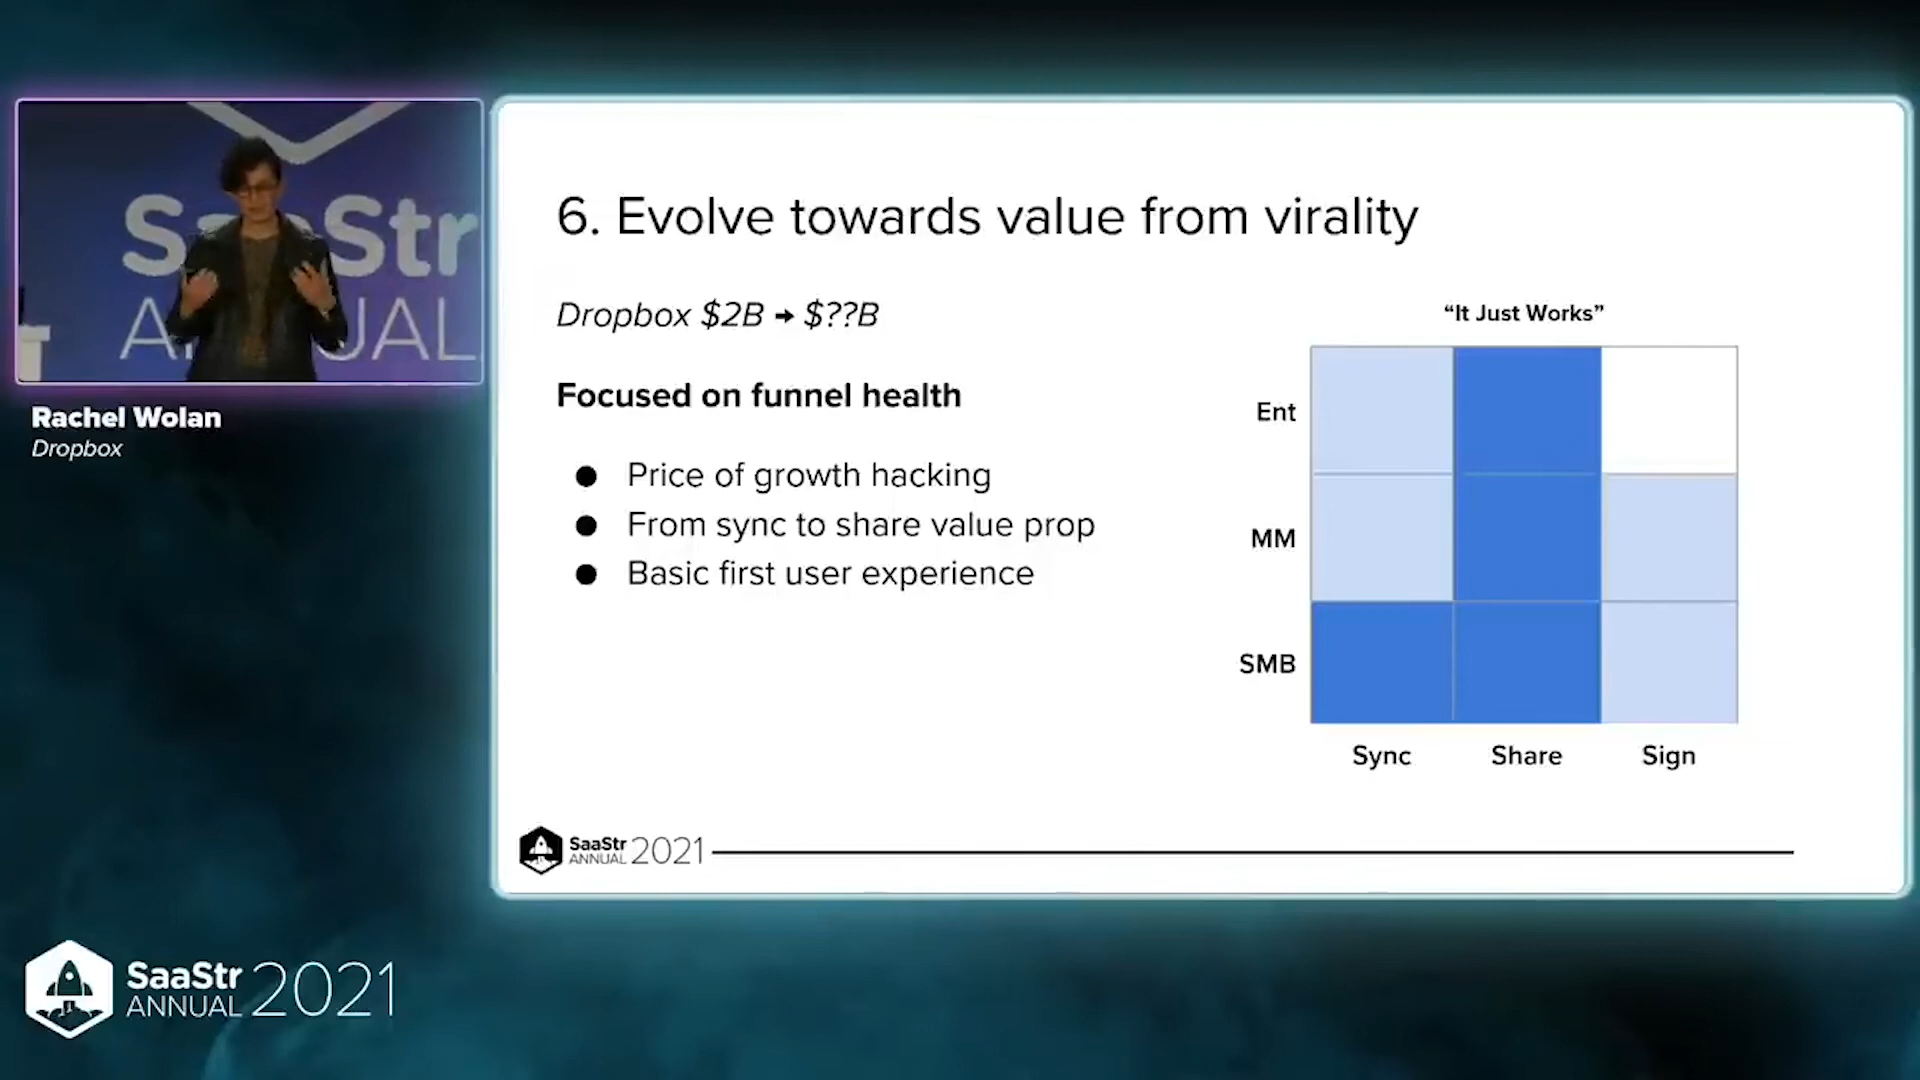 SaaStr
ANNUAL
Rachel Wolan
Dropbox
6. Evolve towards value from virality
Dropbox $2B → $??B
Focused on funnel health
● Price of growth hacking
● From sync to share value prop
● Basic first user experience
“It Just Works”
Ent
MM
SMB
Sync Share Sign
SaaStr
ANNUAL 2021
SaaStr
ANNUAL 2021